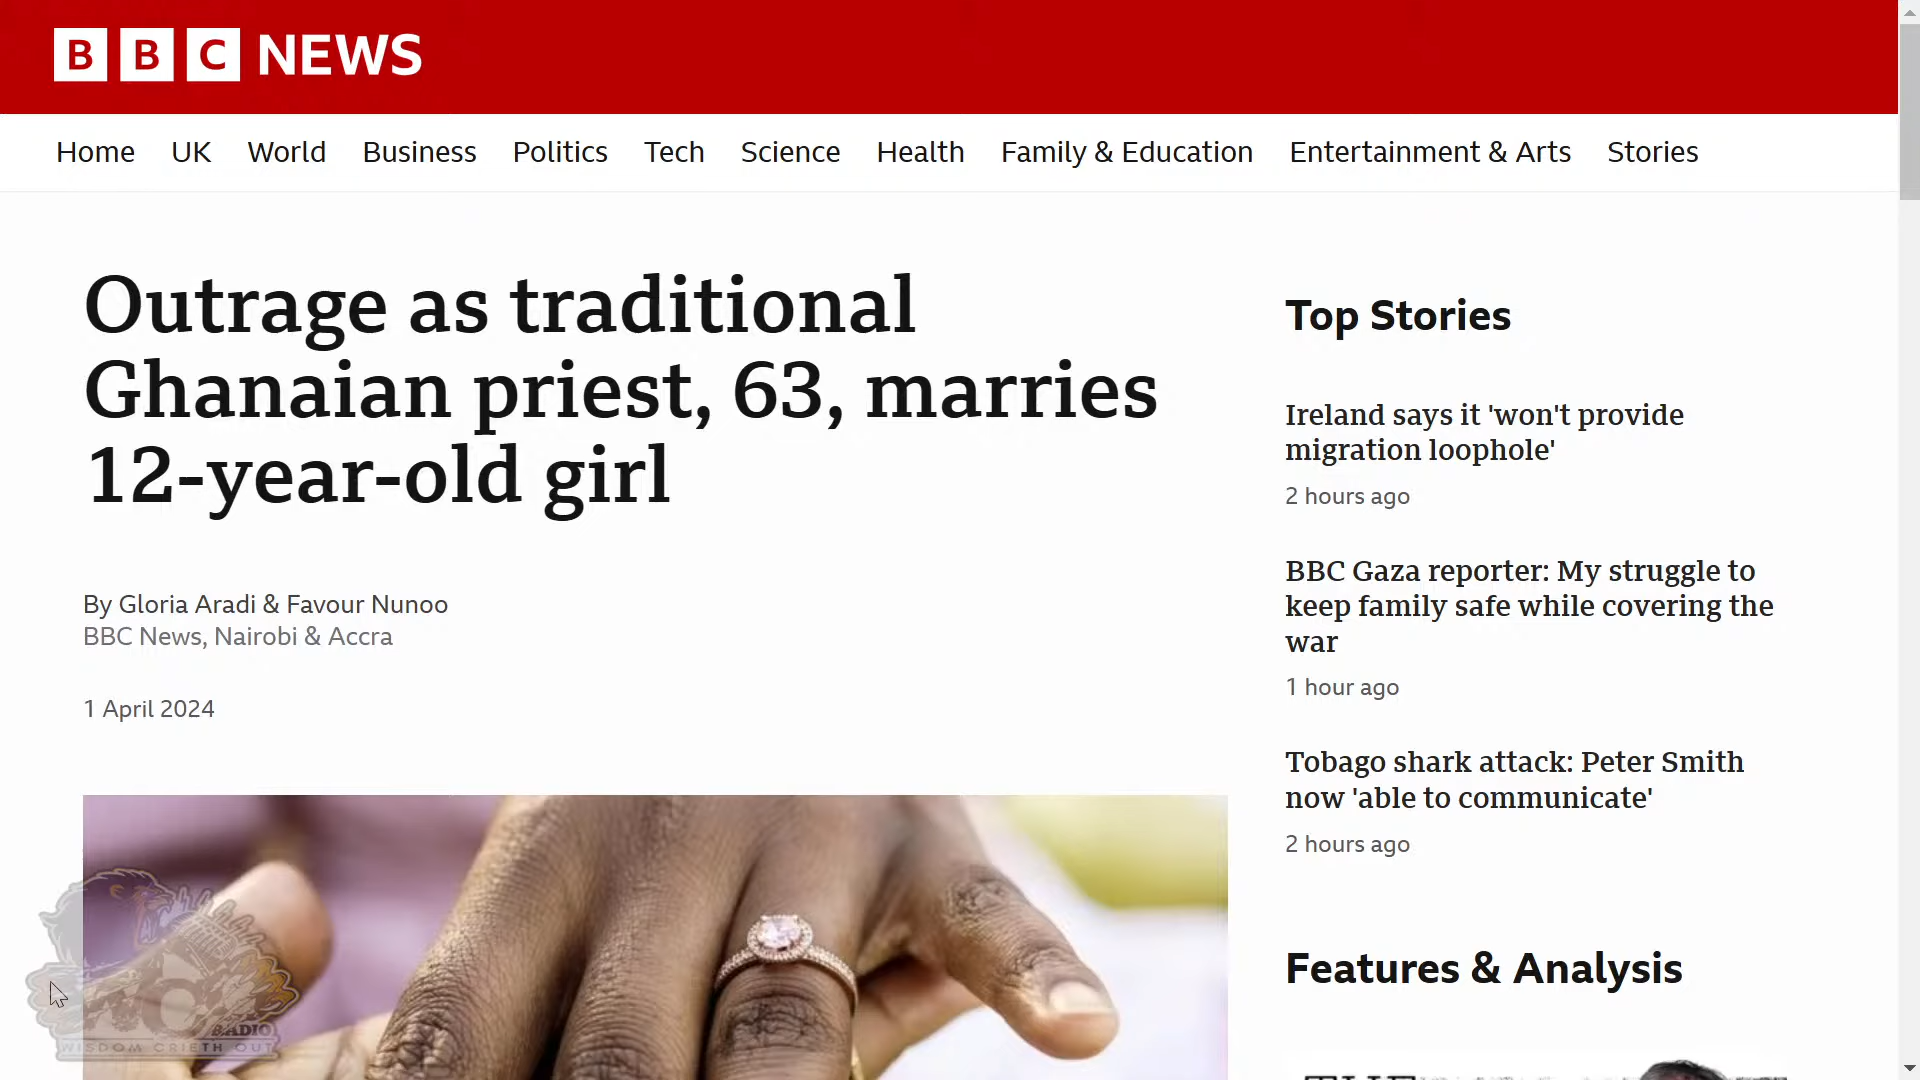 BBC NEWS
Home UK World Business Politics Tech Science Health Family & Education Entertainment & Arts Stories
Outrage as traditional
Ghanaian priest, 63, marries
12-year-old girl
By Gloria Aradi & Favour Nunoo
BBC News, Nairobi & Accra
1 April 2024
Top Stories
Ireland says it 'won't provide
migration loophole'
2 hours ago
BBC Gaza reporter: My struggle to
keep family safe while covering the
war
1 hour ago
Tobago shark attack: Peter Smith
now 'able to communicate'
2 hours ago
Features & Analysis
RADIO
WISDOM CRIETH OUT